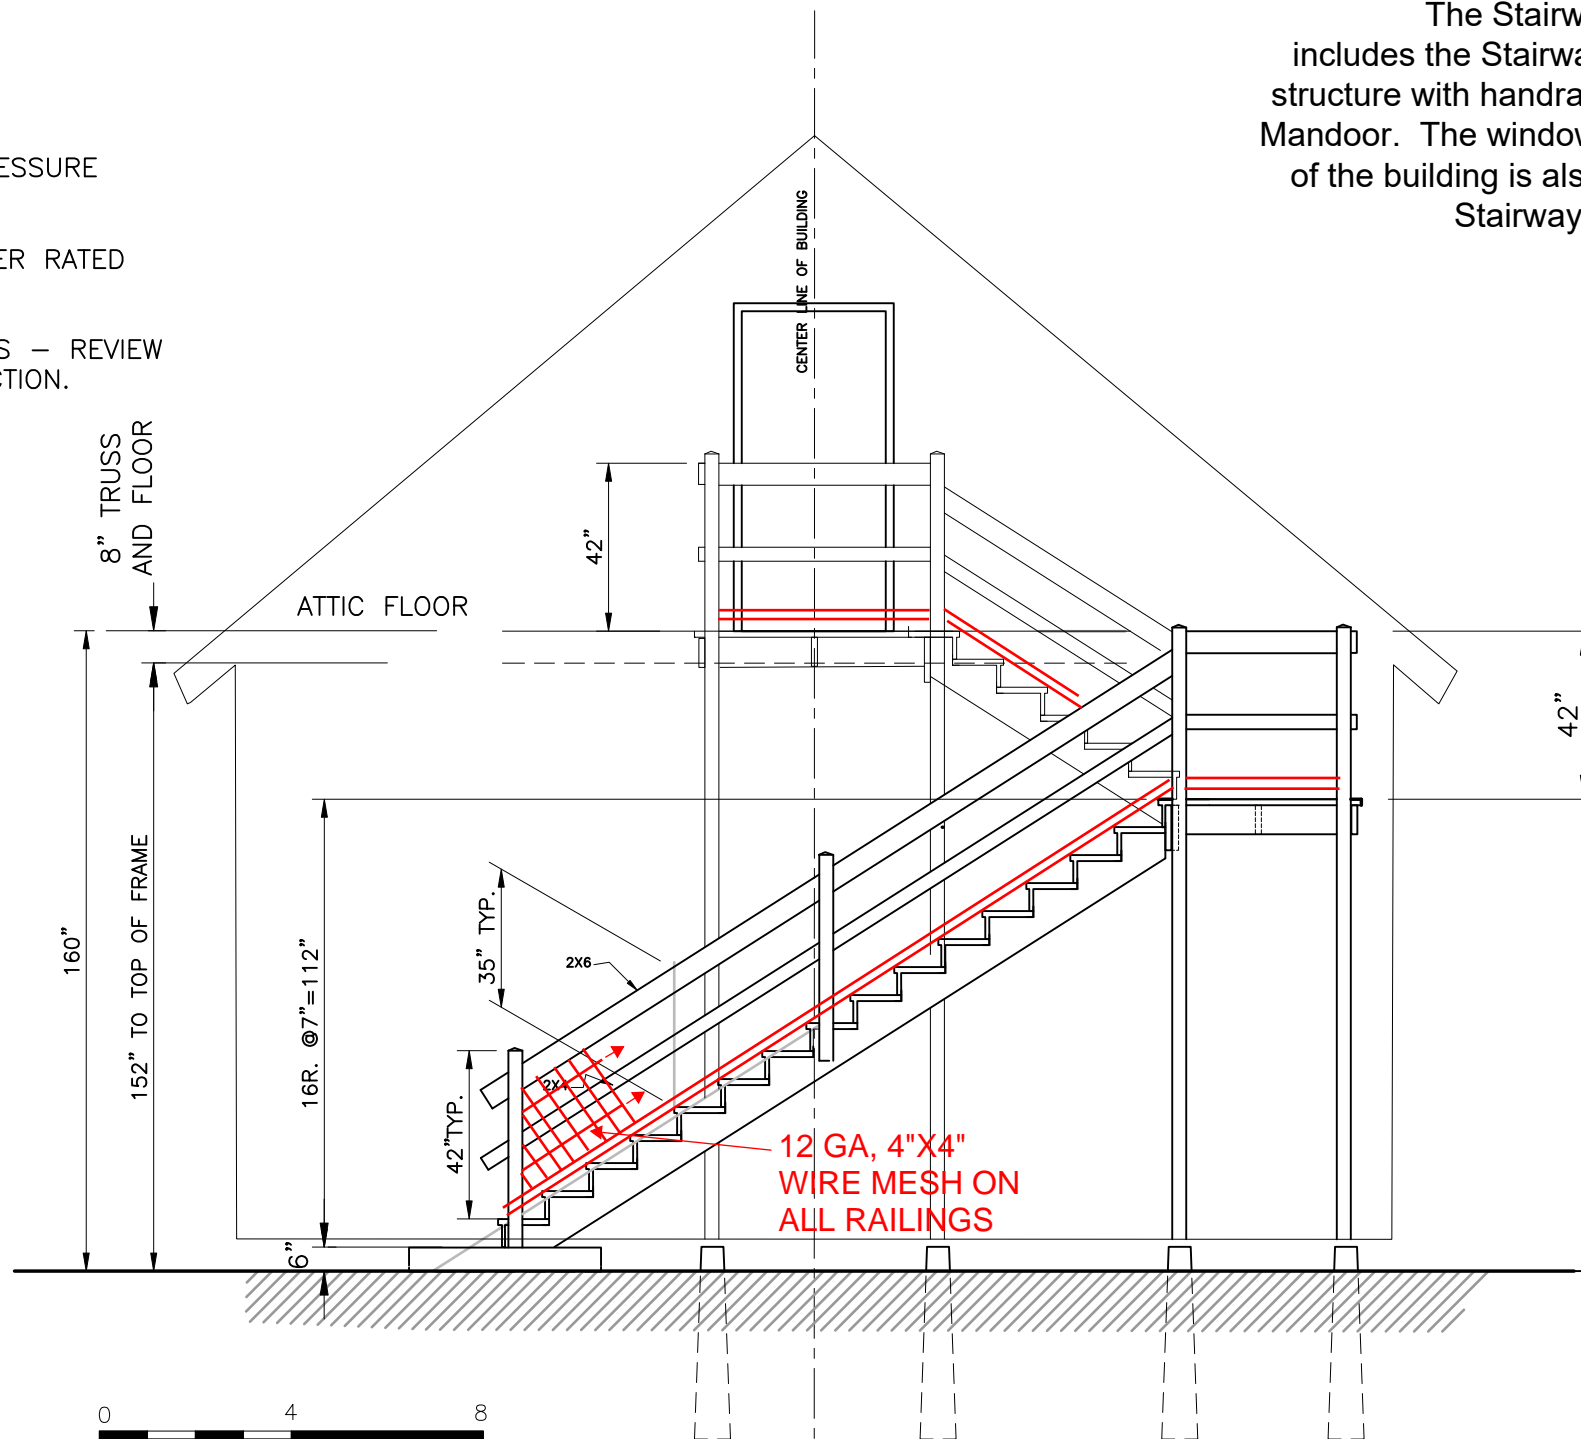 The Stairw
includes the Stairwa
structure with handra
Mandoor.  The window
of the building is als
Stairway
ESSURE
ER RATED
S – REVIEW
CTION.
CENTER LINE OF BUILDING
8" TRUSS
AND FLOOR
ATTIC FLOOR
42"
42"
160"
152" TO TOP OF FRAME
16R. @7"=112"
35" TYP.
2X6
2X4
42"TYP.
6"
12 GA, 4"X4"
WIRE MESH ON
ALL RAILINGS
0 4 8